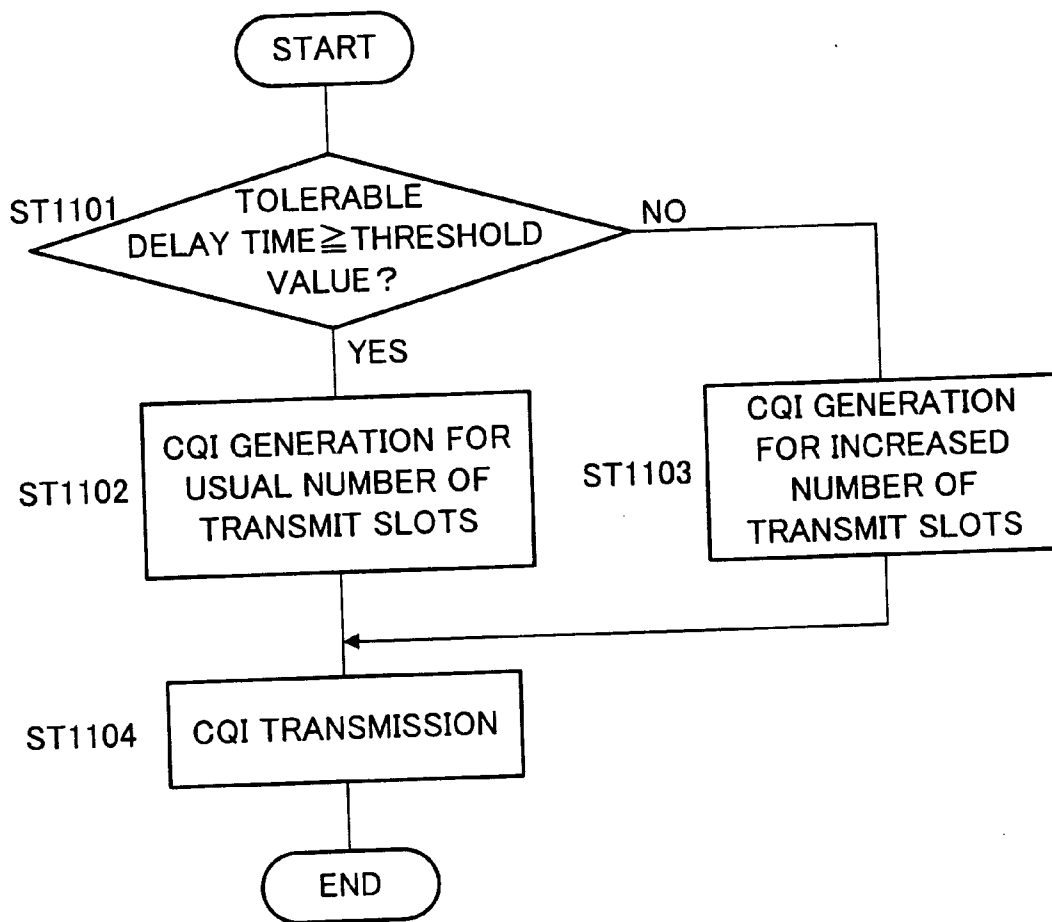 START
ST1101
TOLERABLE
DELAY TIME≧THRESHOLD
VALUE?
NO
YES
ST1102
CQI GENERATION FOR
USUAL NUMBER OF
TRANSMIT SLOTS
ST1103
CQI GENERATION
FOR INCREASED
NUMBER OF
TRANSMIT SLOTS
ST1104
CQI TRANSMISSION
END